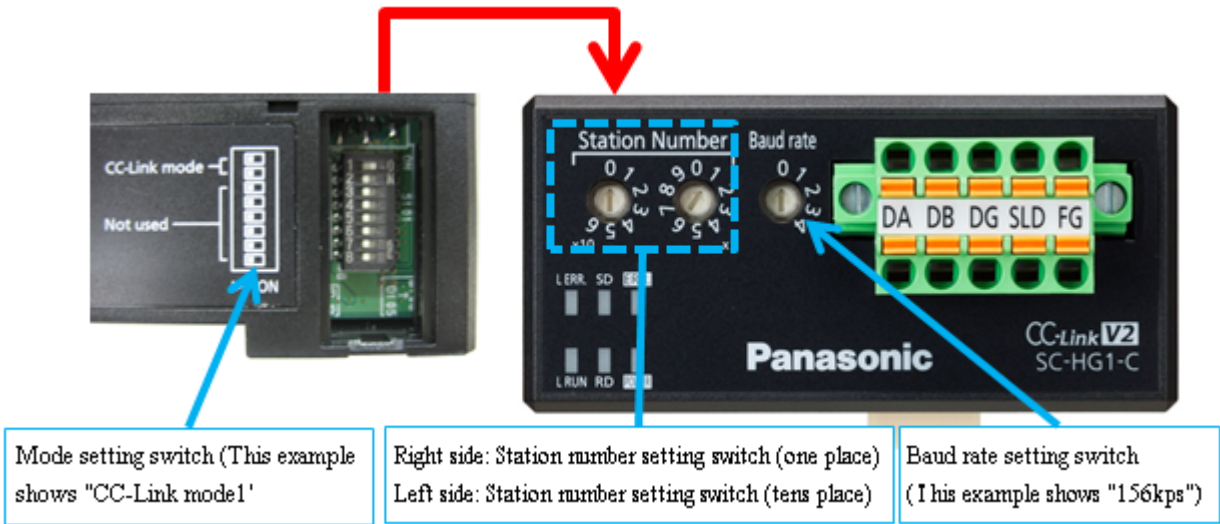 CC-Link mode
Not used
ON
Station Number
Baud rate
0 1 2 3 4 5 6
0 1 2 3 4 5 6 7 8 9
0 1 2 3 4
×10
DA DB DG SLD FG
L ERR. SD
L RUN RD
Panasonic
CC-Link V2
SC-HG1-C
Mode setting switch (This example
shows "CC-Link mode1'
Right side: Station number setting switch (one place)
Left side: Station number setting switch (tens place)
Baud rate setting switch
(This example shows "156kps")